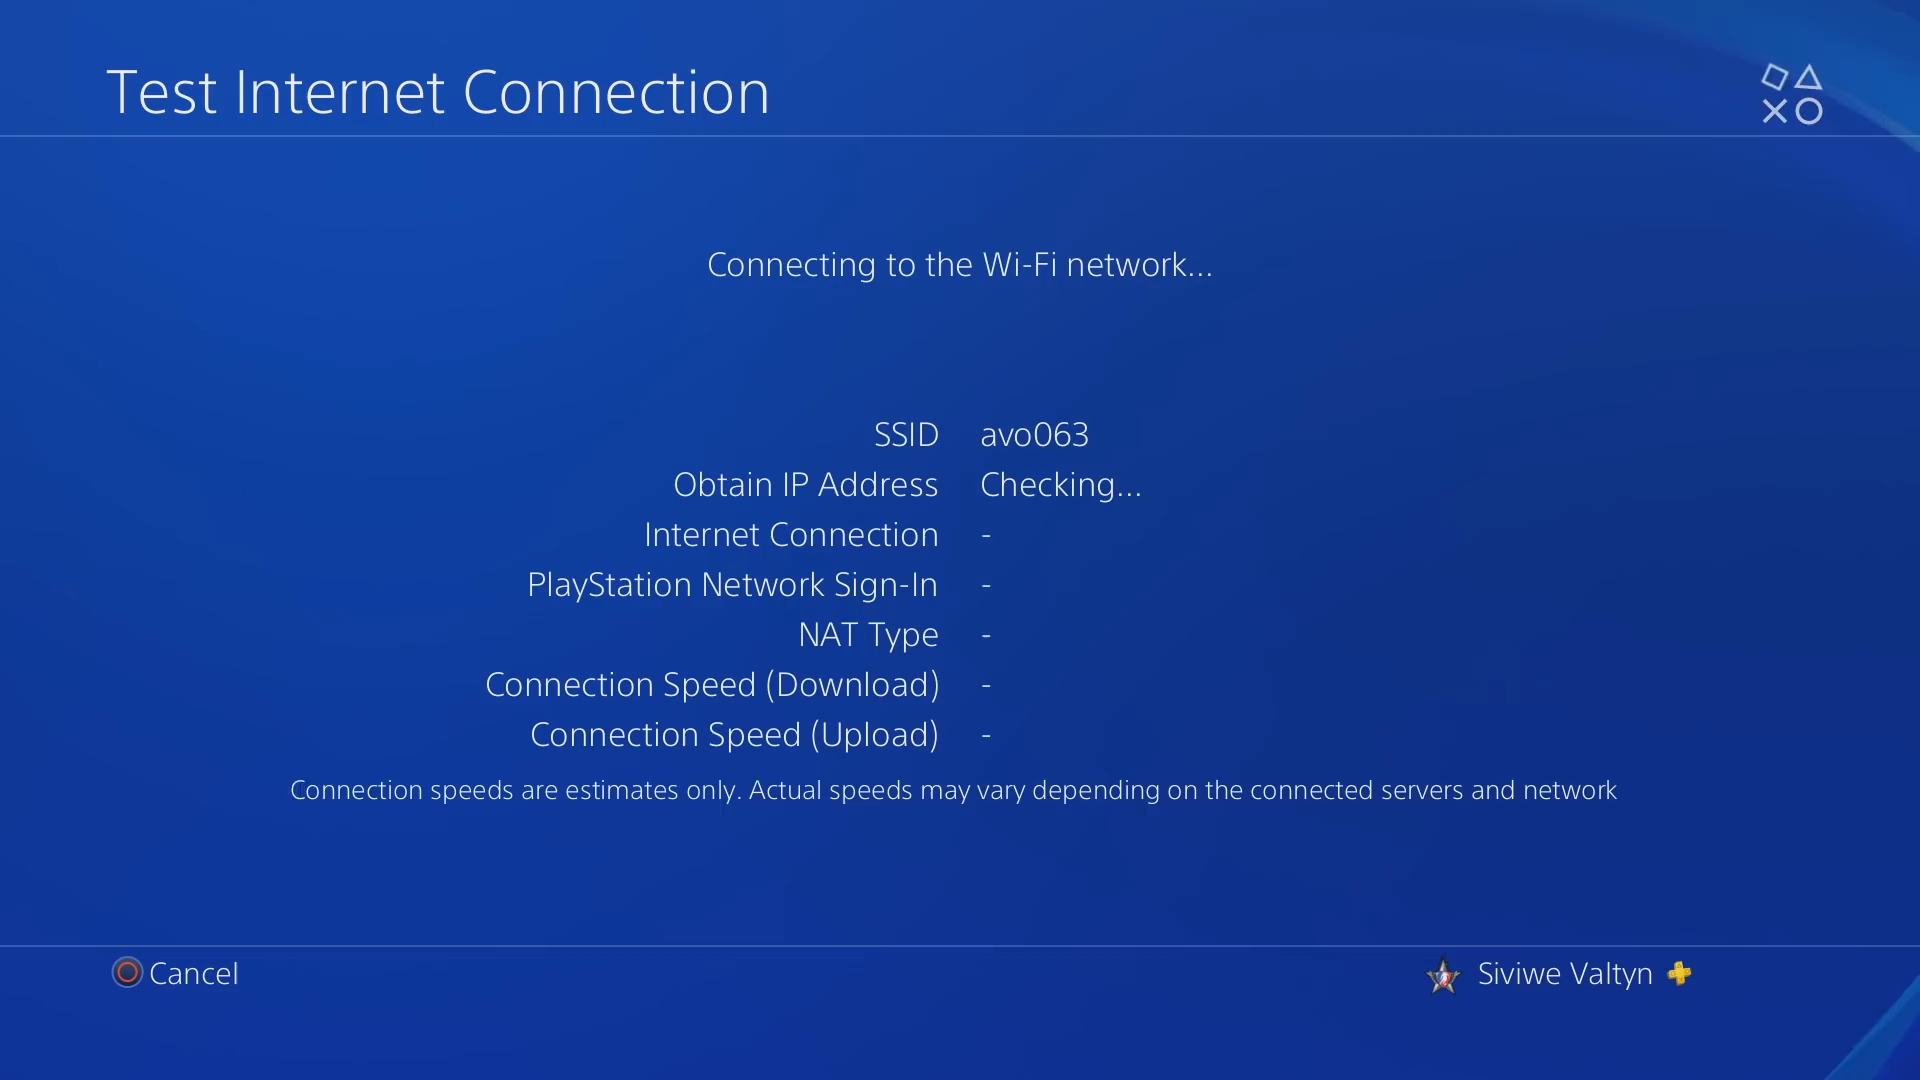 Test Internet Connection
Connecting to the Wi-Fi network...
SSID avo063
Obtain IP Address Checking...
Internet Connection -
PlayStation Network Sign-In -
NAT Type -
Connection Speed (Download) -
Connection Speed (Upload) -
Connection speeds are estimates only. Actual speeds may vary depending on the connected servers and network
Cancel
Siviwe Valtyn